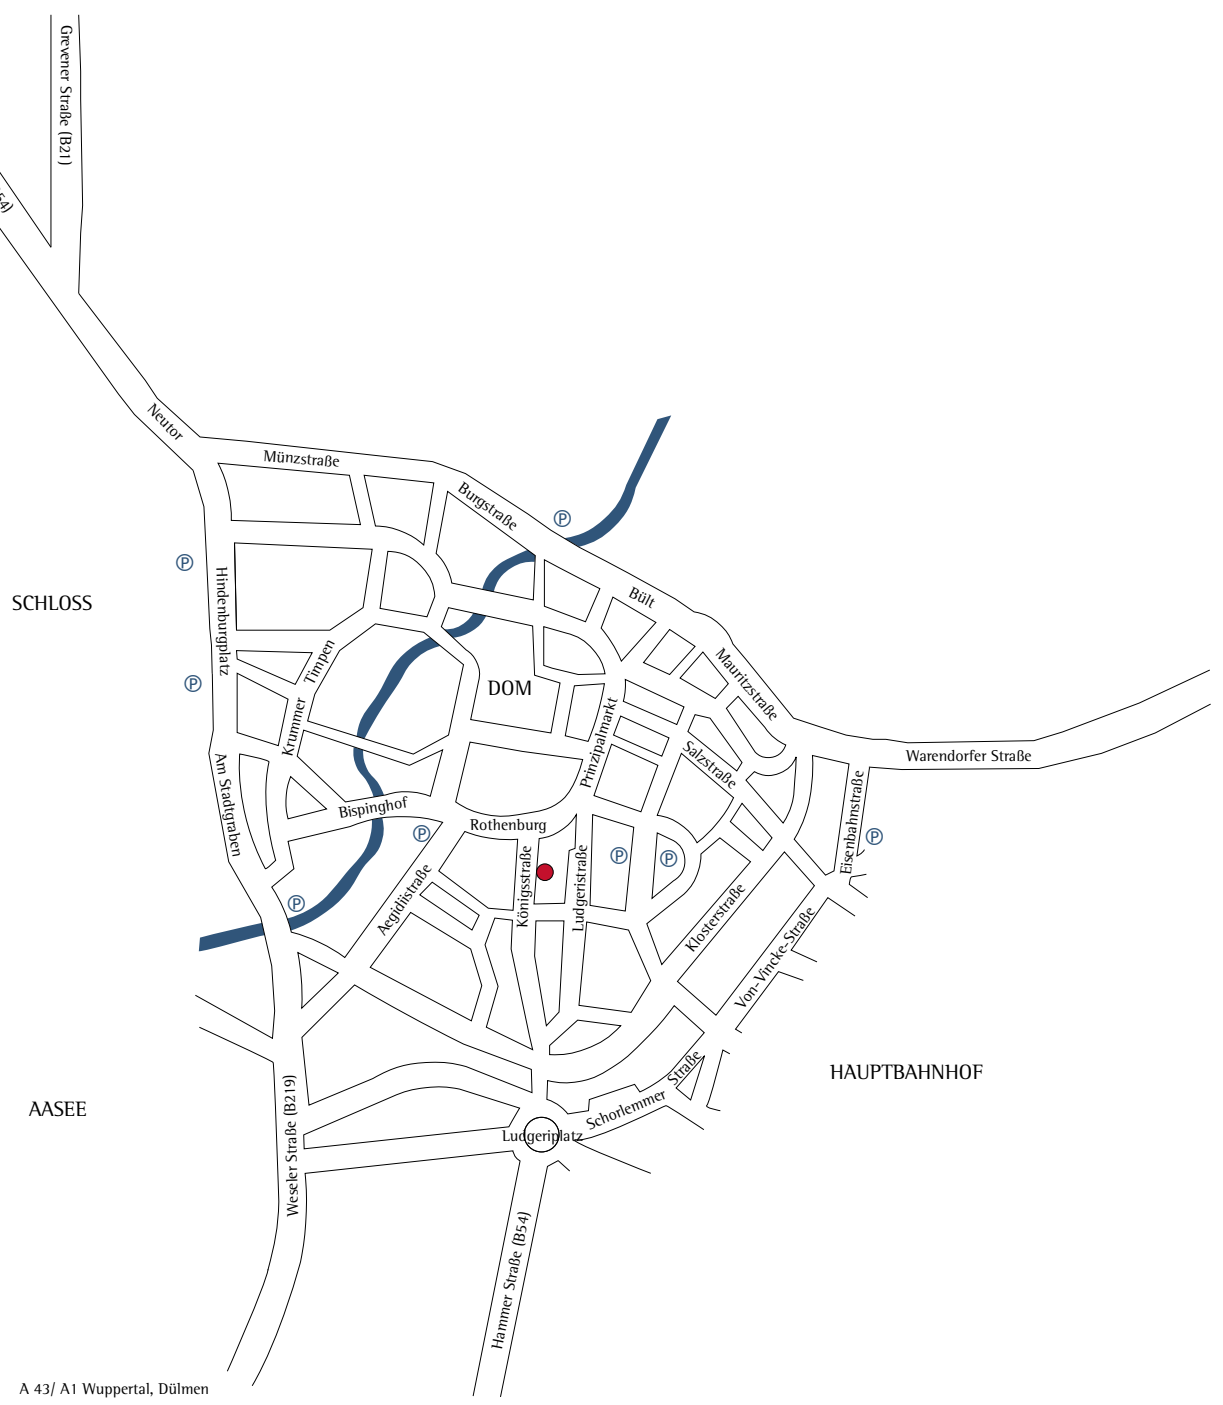 Grevener Straße (B21)
54)
Neutor
Münzstraße
Burgstraße
P
P
Hindenburgplatz
SCHLOSS
Bült
Timpen
Mauritzstraße
P
DOM
Krummer
Prinzipalmarkt
Salzstraße
Warendorfer Straße
Am Stadtgraben
Bispinghof
Eisenbahnstraße
Rothenburg
P
P
P
P
Königsstraße
Ludgeristraße
Aegidiistraße
P
Klosterstraße
Von-Vincke-Straße
HAUPTBAHNHOF
Straße
AASEE
Schorlemmer
Ludgeriplatz
Weseler Straße (B219)
Hammer Straße (B54)
A 43/ A1 Wuppertal, Dülmen